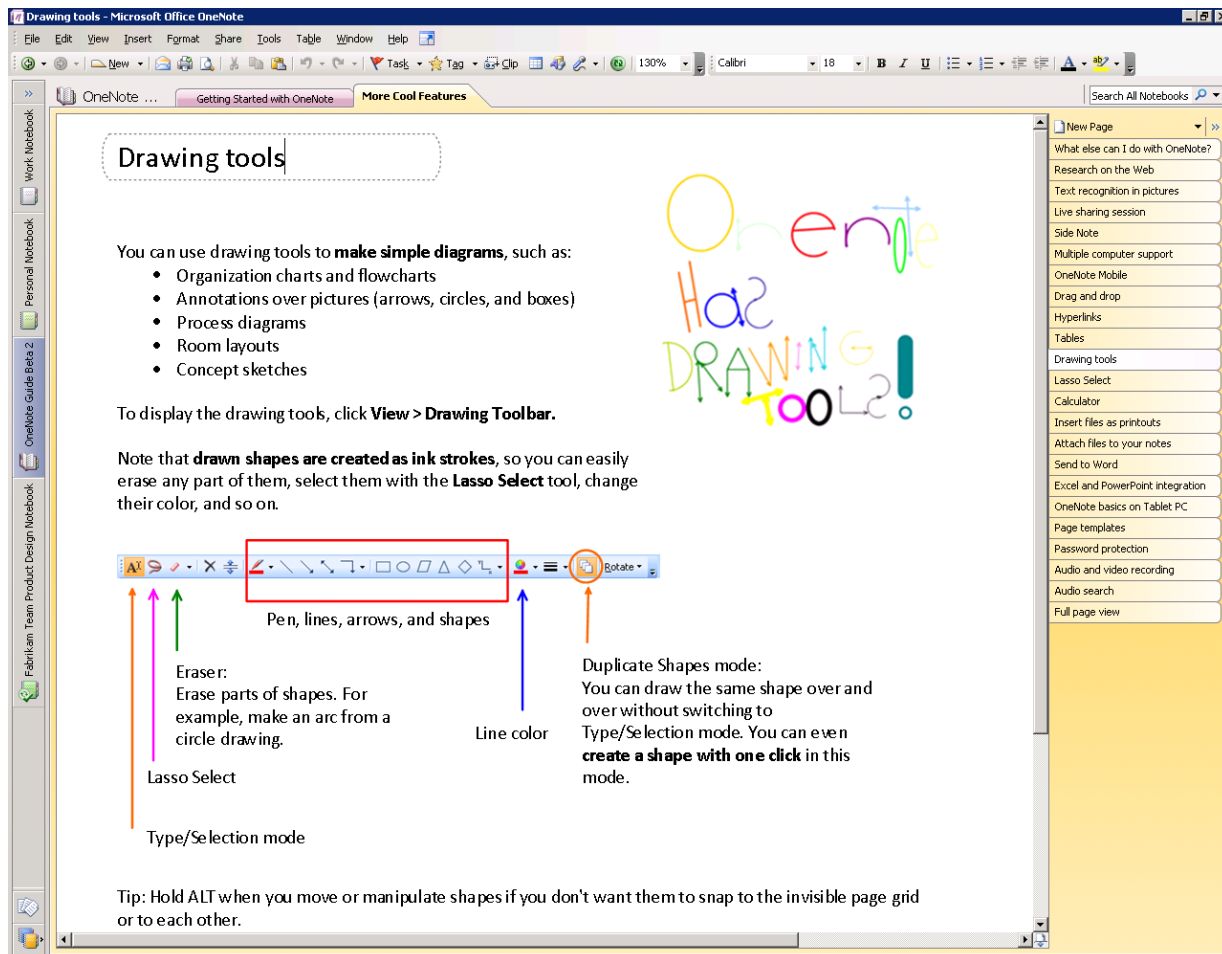 Drawing tools - Microsoft Office OneNote
File Edit View Insert Format Share Tools Table Window Help
New Task Tag Clip 130% Calibri 18 B I U A ab
OneNote ... Getting Started with OneNote More Cool Features Search All Notebooks
Work Notebook
Personal Notebook
OneNote Guide Beta 2
Fabrikam Team Product Design Notebook
Drawing tools
You can use drawing tools to make simple diagrams, such as:
• Organization charts and flowcharts
• Annotations over pictures (arrows, circles, and boxes)
• Process diagrams
• Room layouts
• Concept sketches
To display the drawing tools, click View > Drawing Toolbar.
Note that drawn shapes are created as ink strokes, so you can easily
erase any part of them, select them with the Lasso Select tool, change
their color, and so on.
Onenote
Has
DRAWING
TOOLS!
A Rotate
Pen, lines, arrows, and shapes
Eraser:
Erase parts of shapes. For
example, make an arc from a
circle drawing.
Lasso Select
Type/Selection mode
Line color
Duplicate Shapes mode:
You can draw the same shape over and
over without switching to
Type/Selection mode. You can even
create a shape with one click in this
mode.
Tip: Hold ALT when you move or manipulate shapes if you don't want them to snap to the invisible page grid
or to each other.
New Page
What else can I do with OneNote?
Research on the Web
Text recognition in pictures
Live sharing session
Side Note
Multiple computer support
OneNote Mobile
Drag and drop
Hyperlinks
Tables
Drawing tools
Lasso Select
Calculator
Insert files as printouts
Attach files to your notes
Send to Word
Excel and PowerPoint integration
OneNote basics on Tablet PC
Page templates
Password protection
Audio and video recording
Audio search
Full page view